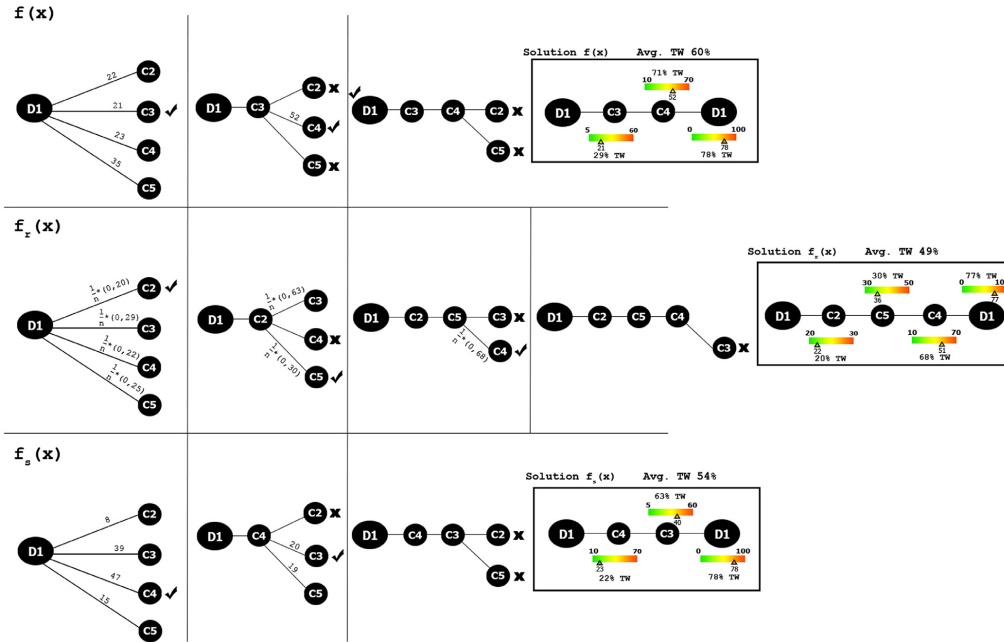 f(x)
Solution f(x) Avg. TW 60%
D1
22
21
23
35
C2
C3
C4
C5
D1
C3
52
C2
C4
C5
D1
C3
C4
C2
C5
71% TW
10 70
52
D1
C3
C4
D1
5 60
21
29% TW
0 100
78
78% TW
f_r(x)
Solution f_r(x) Avg. TW 49%
D1
1/n*(0,20)
1/n*(0,29)
1/n*(0,22)
1/n*(0,25)
C2
C3
C4
C5
D1
C2
1/n*(0,63)
1/n*(0,30)
C3
C4
C5
D1
C2
C5
1/n*(0,68)
C3
C4
D1
C2
C5
C4
C3
30% TW
30 50
36
77% TW
0 10
77
D1
C2
C5
C4
D1
20 30
22
20% TW
10 70
51
68% TW
f_s(x)
Solution f_s(x) Avg. TW 54%
D1
8
39
47
15
C2
C3
C4
C5
D1
C4
20
19
C2
C3
C5
D1
C4
C3
C2
C5
63% TW
5 60
40
D1
C4
C3
D1
10 70
23
22% TW
0 100
78
78% TW